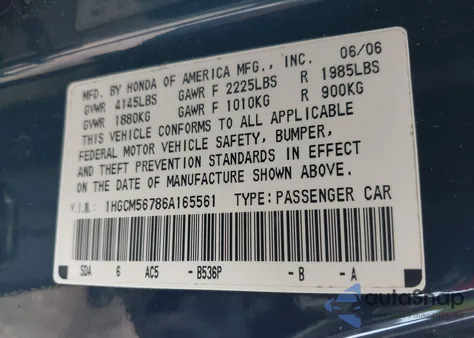 MFD. BY HONDA OF AMERICA MFG., INC. 06/06
GVWR 4145LBS GAWR F 2225LBS R 1985LBS
GVWR 1880KG GAWR F 1010KG R 900KG
THIS VEHICLE CONFORMS TO ALL APPLICABLE
FEDERAL MOTOR VEHICLE SAFETY, BUMPER,
AND THEFT PREVENTION STANDARDS IN EFFECT
ON THE DATE OF MANUFACTURE SHOWN ABOVE.
V.I.N.: 1HGCM56786A165561 TYPE: PASSENGER CAR
SDA 6 AC5 - B536P - B - A
autoSnap